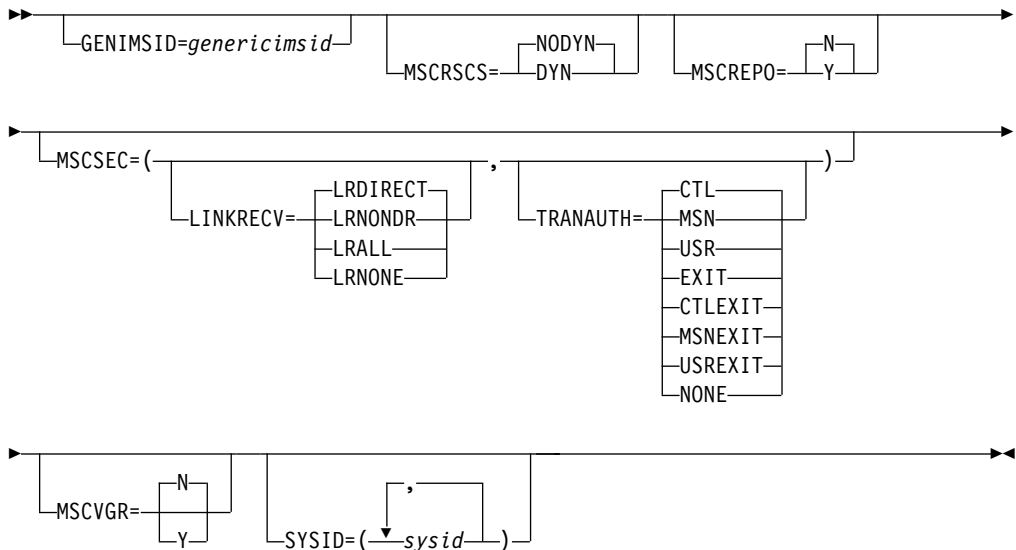 GENIMSID=genericimsid
MSCRSCS=
NODYN
DYN
MSCREPO=
N
Y
MSCSEC=(
LINKRECV=
LRDIRECT
LRNONDR
LRALL
LRNONE
,
TRANAUTH=
CTL
MSN
USR
EXIT
CTLEXIT
MSNEXIT
USREXIT
NONE
)
MSCVGR=
N
Y
SYSID=(
,
sysid
)